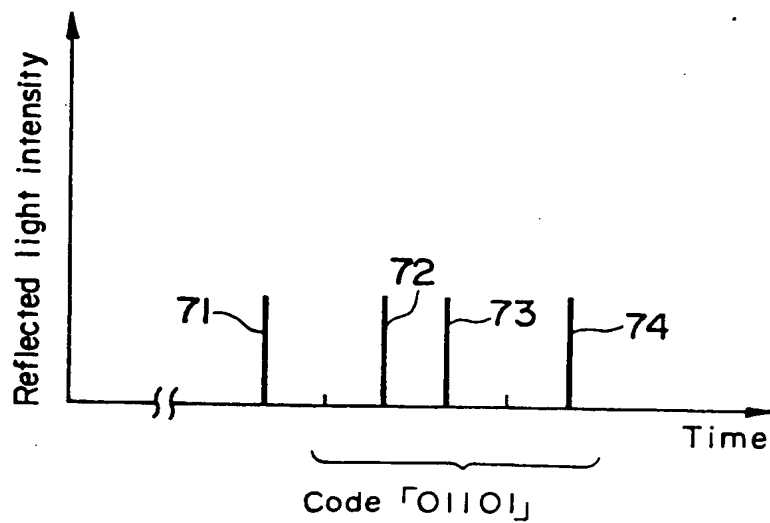 Reflected light intensity
71
72
73
74
Time
Code 「01101」